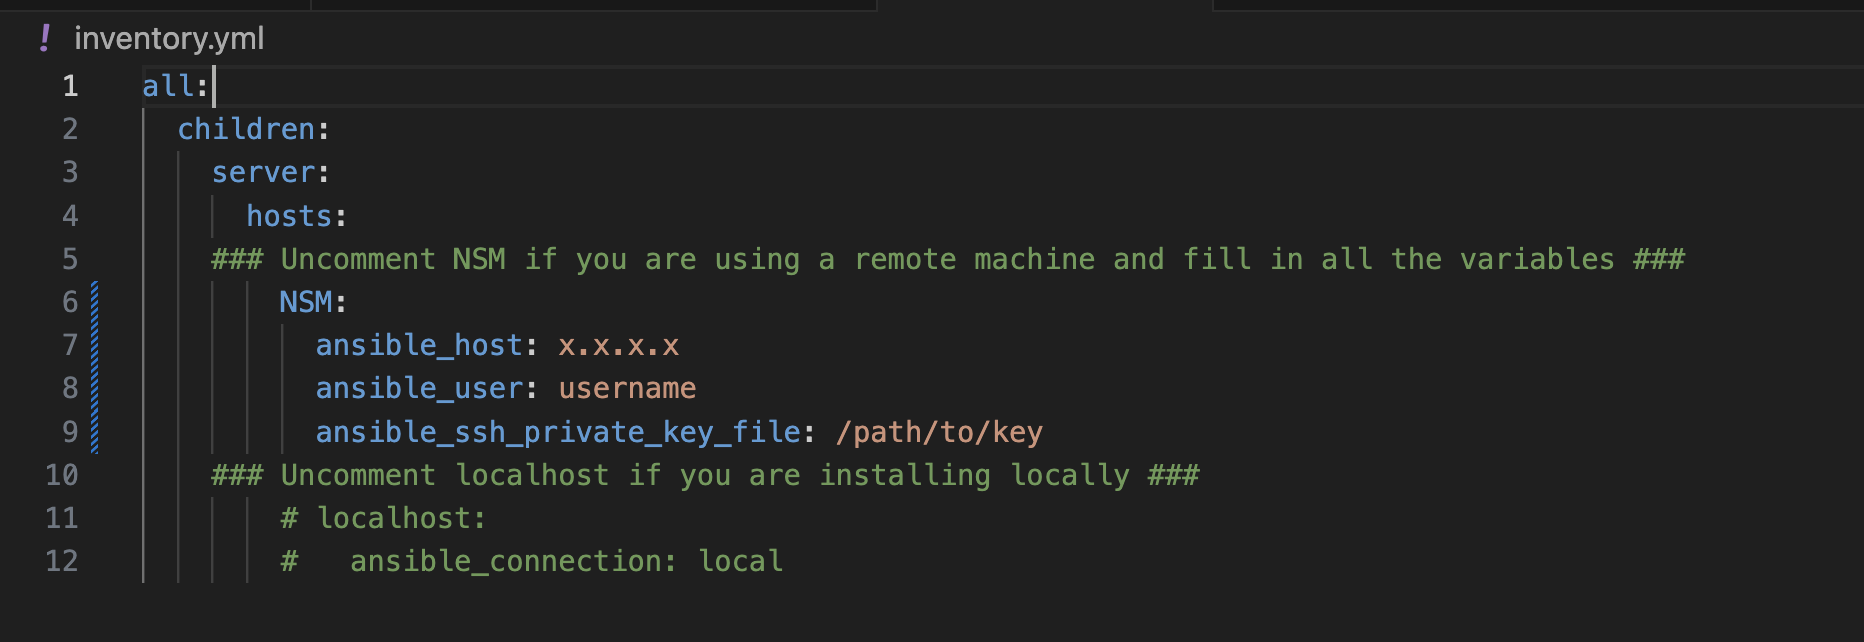 ! inventory.yml
1 all:
2 children:
3 server:
4 hosts:
5 ### Uncomment NSM if you are using a remote machine and fill in all the variables ###
6 NSM:
7 ansible_host: x.x.x.x
8 ansible_user: username
9 ansible_ssh_private_key_file: /path/to/key
10 ### Uncomment localhost if you are installing locally ###
11 # localhost:
12 #   ansible_connection: local